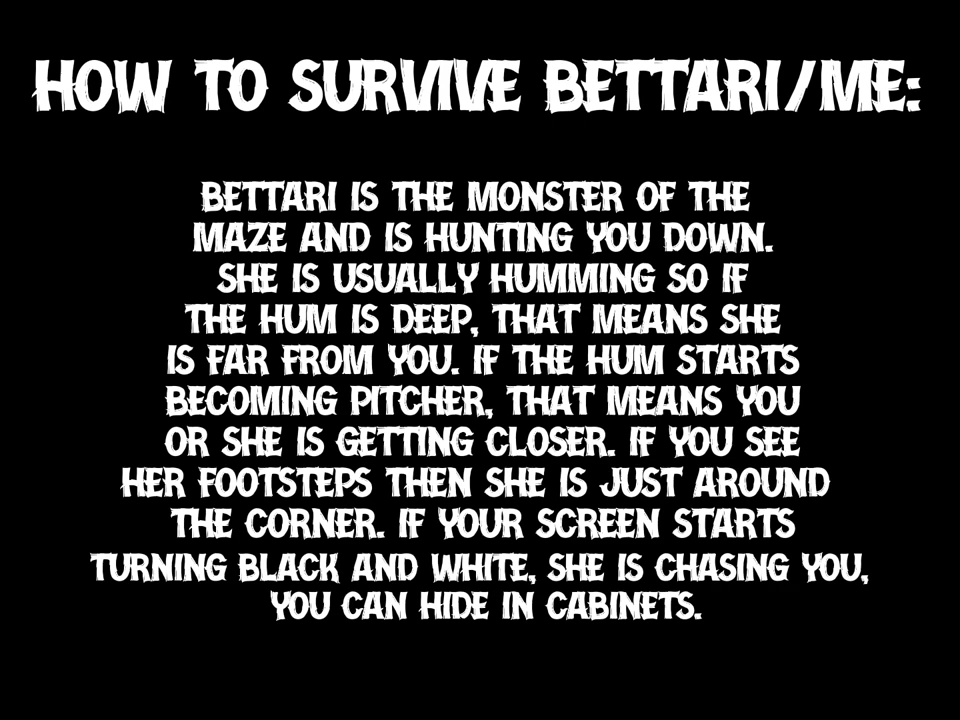 HOW TO SURVIVE BETTARI/ME:
BETTARI IS THE MONSTER OF THE
MAZE AND IS HUNTING YOU DOWN.
SHE IS USUALLY HUMMING SO IF
THE HUM IS DEEP, THAT MEANS SHE
IS FAR FROM YOU. IF THE HUM STARTS
BECOMING PITCHER, THAT MEANS YOU
OR SHE IS GETTING CLOSER. IF YOU SEE
HER FOOTSTEPS THEN SHE IS JUST AROUND
THE CORNER. IF YOUR SCREEN STARTS
TURNING BLACK AND WHITE, SHE IS CHASING YOU,
YOU CAN HIDE IN CABINETS.